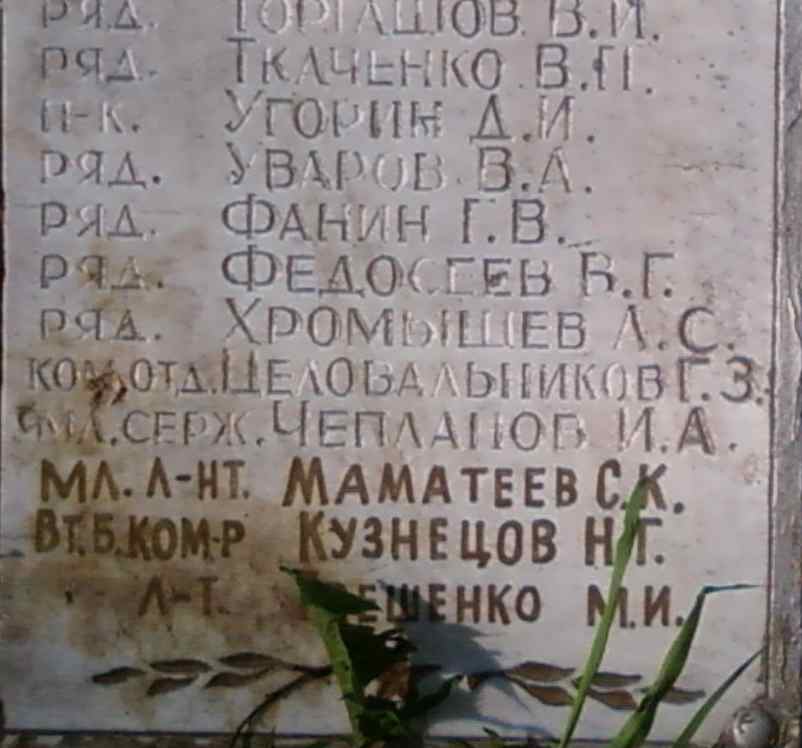 РЯД. ТОРГАШОВ В.И.
РЯД. ТКАЧЕНКО В.П.
П-К. УГОРИН Д.И.
РЯД. УВАРОВ В.А.
РЯД. ФАНИН Г.В.
РЯД. ФЕДОСЕЕВ В.Г.
РЯД. ХРОМЫШЕВ А.С.
КОМ.ОТД. ЦЕЛОВАЛЬНИКОВ Г.З.
МЛ.СЕРЖ. ЧЕПЛАНОВ И.А.
МЛ. Л-НТ. МАМАТЕЕВ С.К.
ВТ.Б.КОМ-Р КУЗНЕЦОВ Н.Г.
Л-Т. М.И.